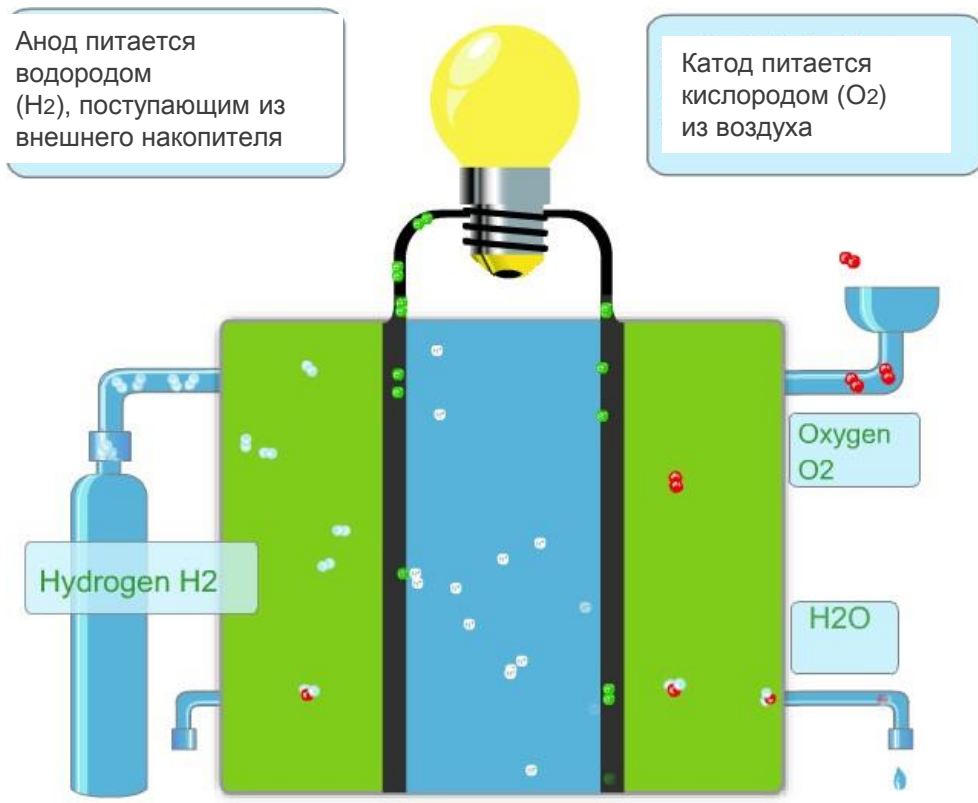 Анод питается
водородом
(H2), поступающим из
внешнего накопителя
Катод питается
кислородом (O2)
из воздуха
Oxygen
O2
Hydrogen H2
H2O